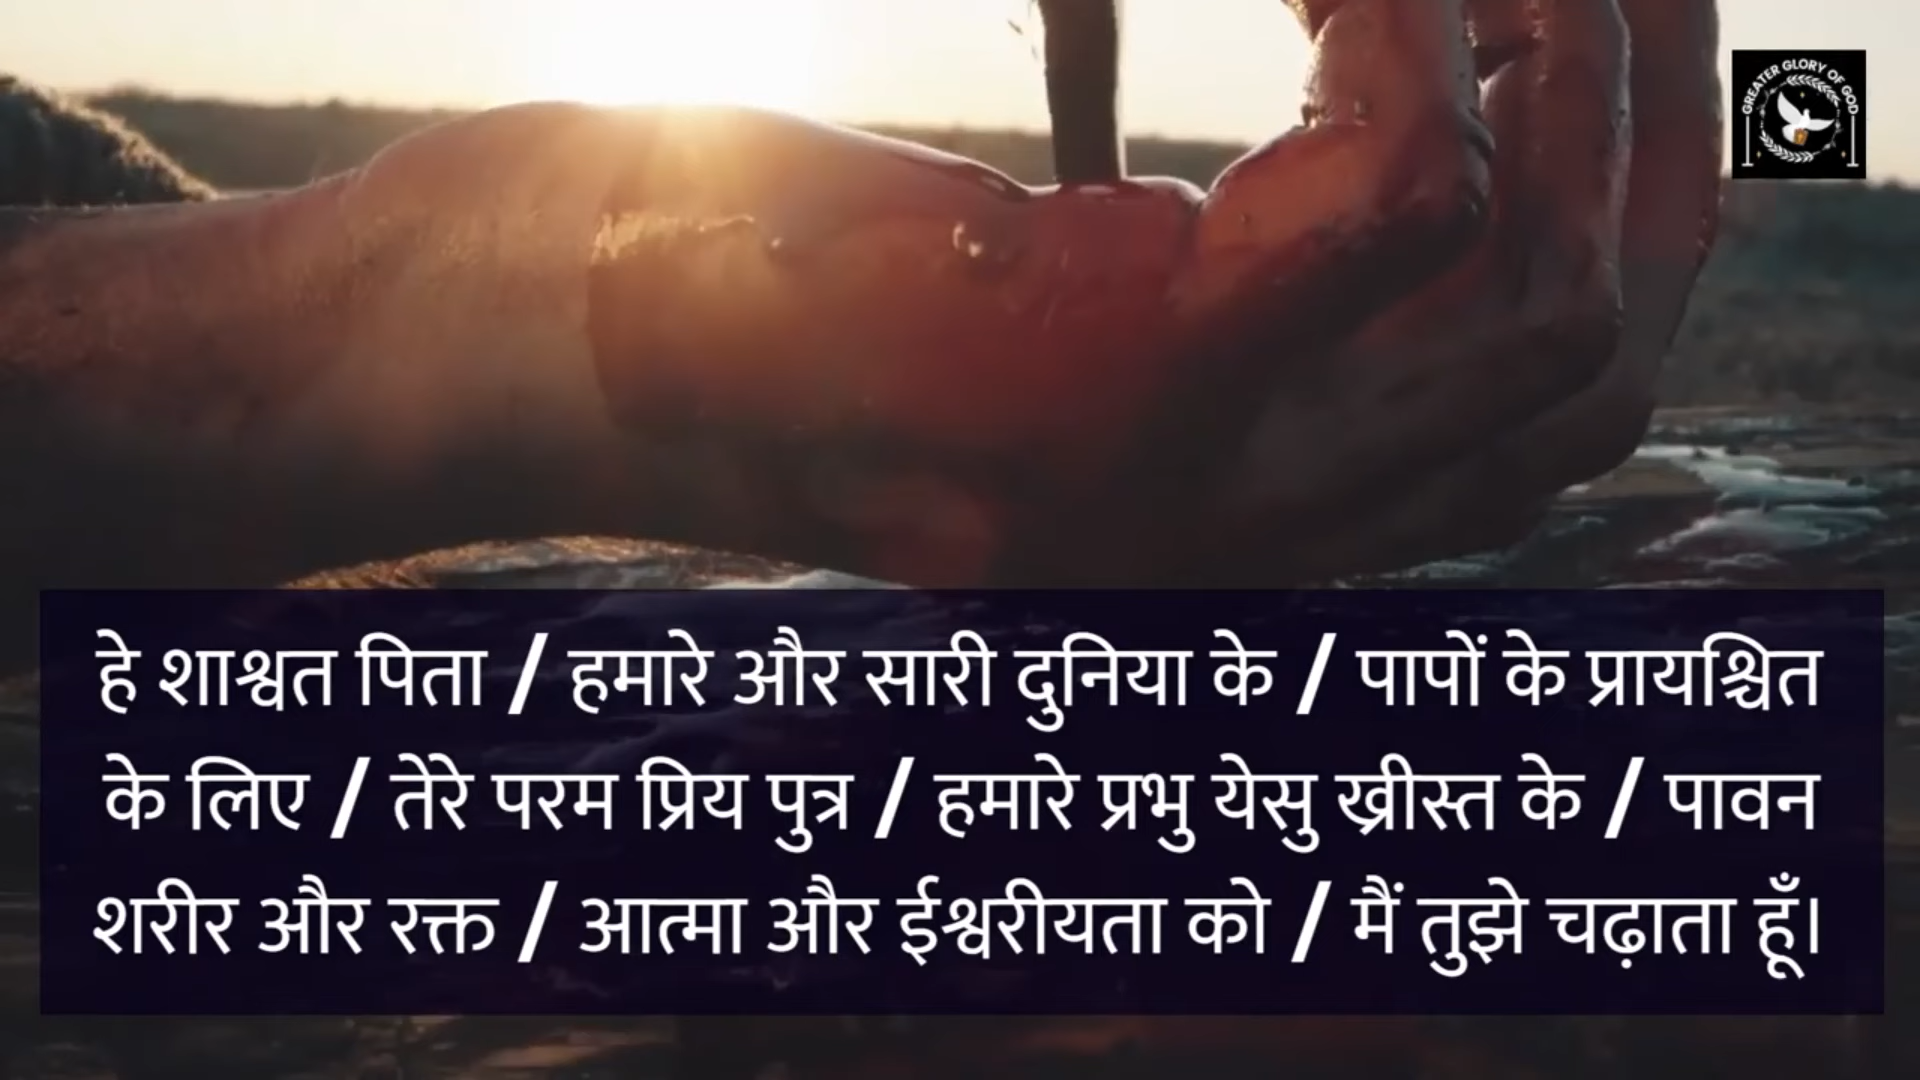 GREATER GLORY OF GOD
हे शाश्वत पिता / हमारे और सारी दुनिया के / पापों के प्रायश्चित
के लिए / तेरे परम प्रिय पुत्र / हमारे प्रभु येसु ख्रीस्त के / पावन
शरीर और रक्त / आत्मा और ईश्वरीयता को / मैं तुझे चढ़ाता हूँ।